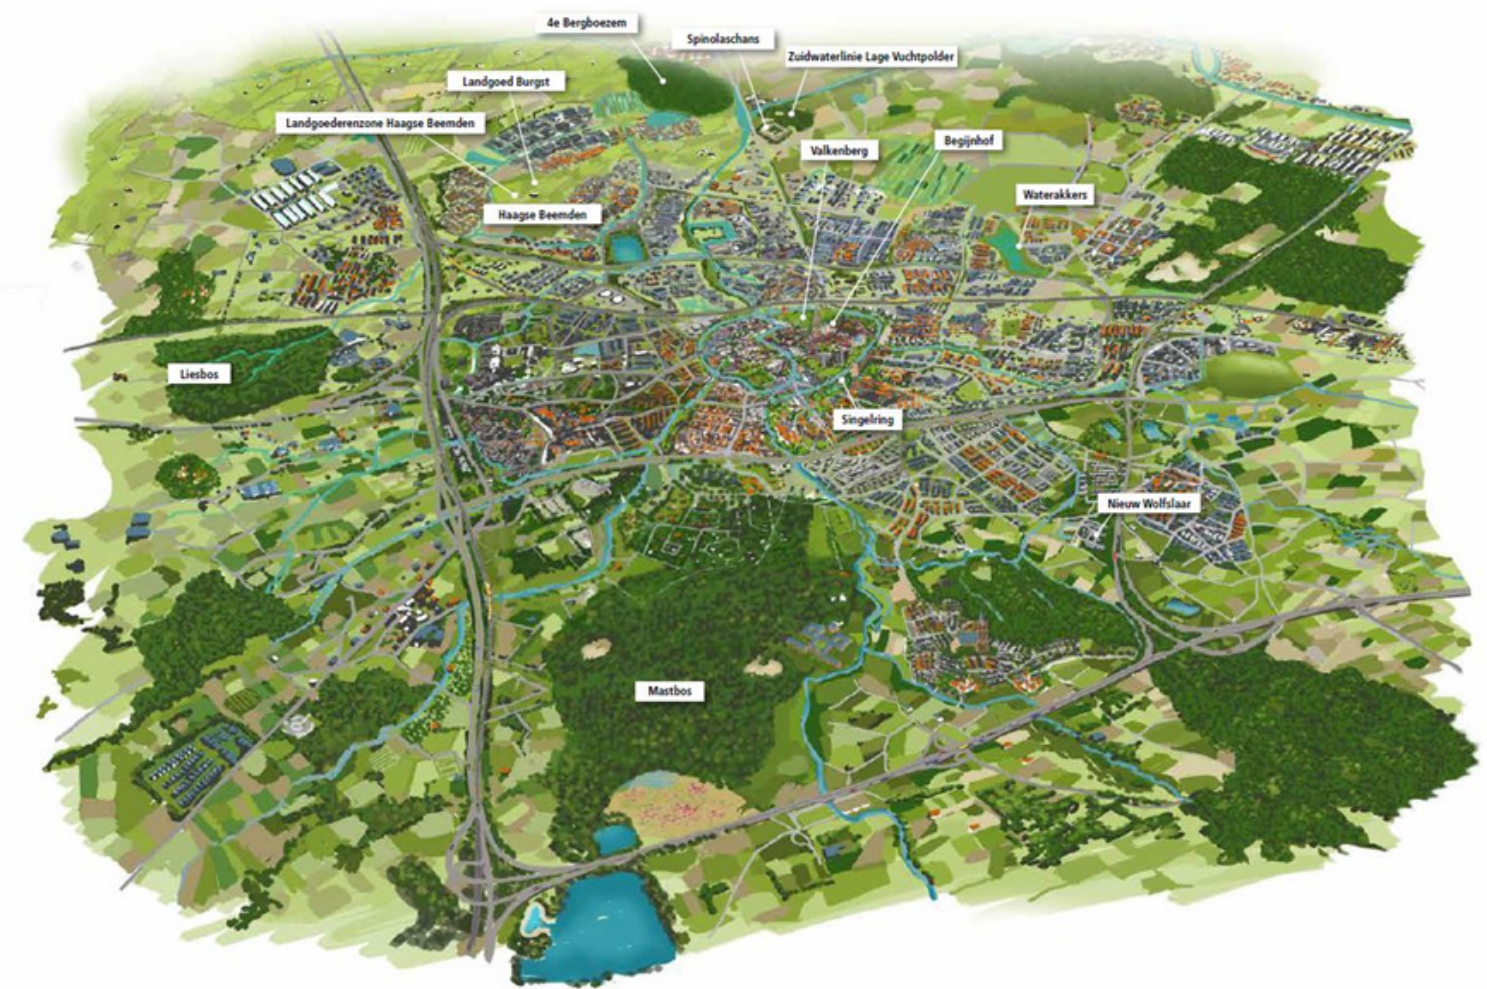 4e Bergboezem
Spinolaschans
Zuidwaterlinie Lage Vuchtpolder
Landgoed Burgst
Landgoederenzone Haagse Beemden
Begijnhof
Valkenberg
Waterakkers
Haagse Beemden
Liesbos
Singelring
Nieuw Wolfslaar
Mastbos